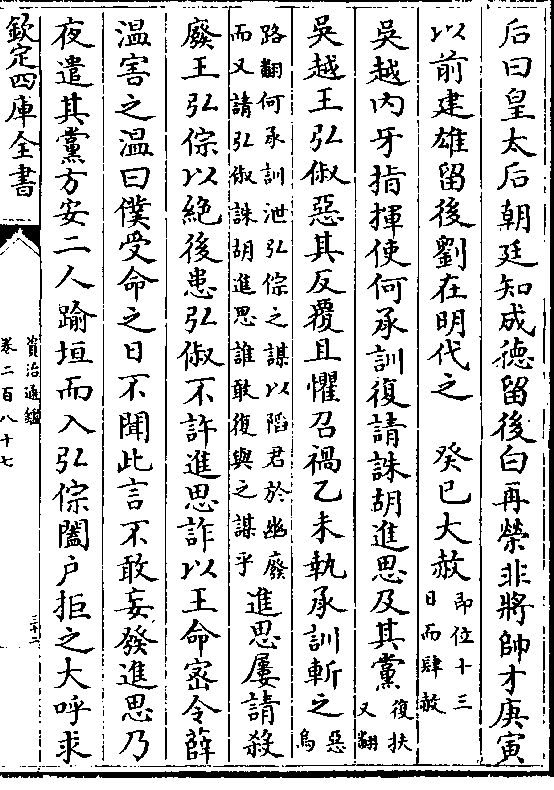 后曰皇太后朝廷知成德留後白再榮非將帥才庚寅
以前建雄留後劉在明代之　癸巳大赦即位十三
日而肆赦
吳越内牙指揮使何承訓復請誅胡進思及其黨復扶
又翻
吳越王弘俶惡其反覆且懼召禍乙未執承訓斬之惡烏
路翻何承訓泄弘倧之謀以陷君於幽廢
而又請弘俶誅胡進思誰敢復與之謀乎進思屢請殺
廢王弘倧以絶後患弘俶不許進思詐以王命宻令薛
温害之温曰僕受命之日不聞此言不敢妄發進思乃
夜遣其黨方安二人踰垣而入弘倧闔户拒之大呼求
欽定四庫全書
資治通鑑
卷二百八十七
三十二